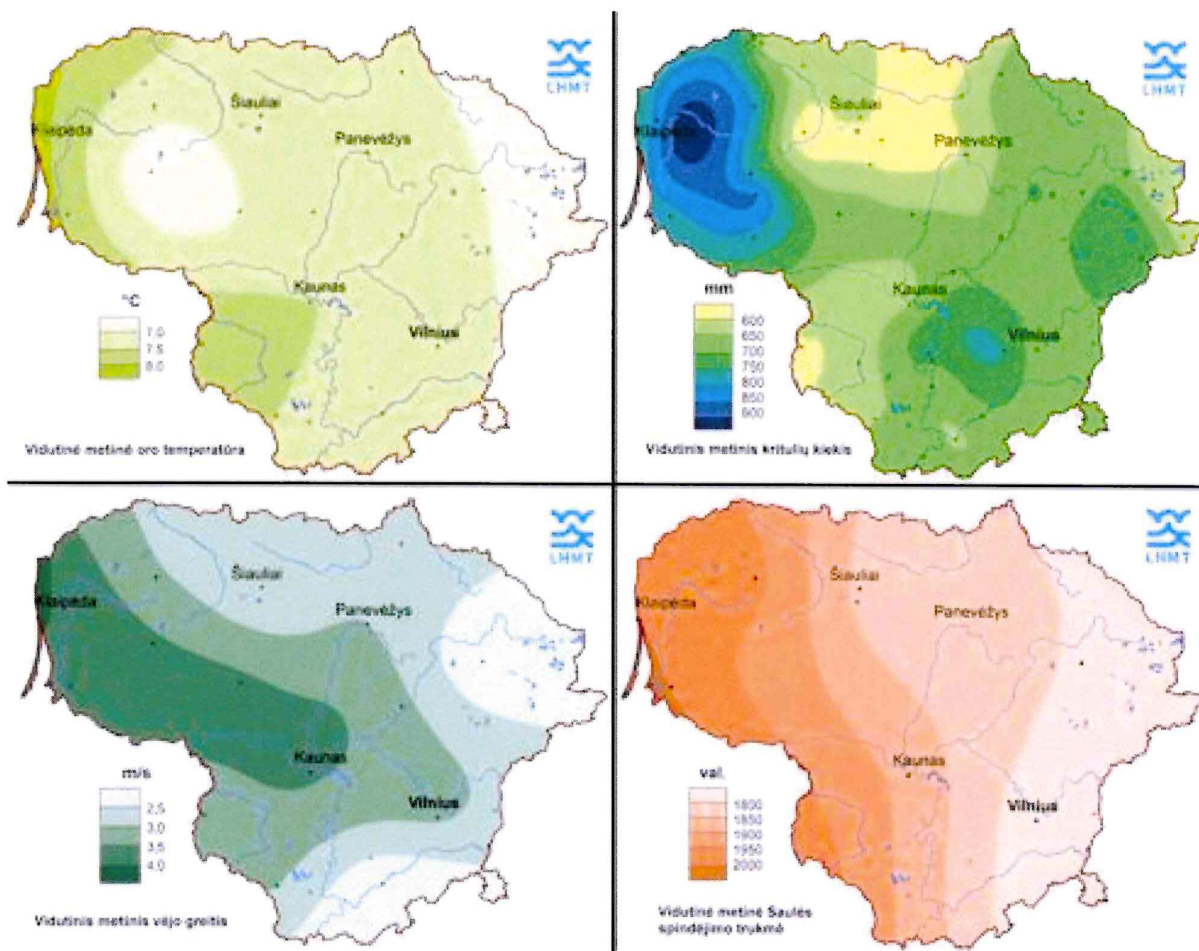 LHMT
Klaipėda
Šiauliai
Panevėžys
Kaunas
Vilnius
°C
7,0
7,5
8,0
Vidutinė metinė oro temperatūra
LHMT
Klaipėda
Šiauliai
Panevėžys
Kaunas
Vilnius
mm
600
650
700
750
800
850
900
Vidutinis metinis kritulių kiekis
LHMT
Klaipėda
Šiauliai
Panevėžys
Kaunas
Vilnius
m/s
2,5
3,0
3,5
4,0
Vidutinis metinis vėjo greitis
LHMT
Klaipėda
Šiauliai
Panevėžys
Kaunas
Vilnius
val.
1800
1850
1900
1950
2000
Vidutinė metinė Saulės
spindėjimo trukmė